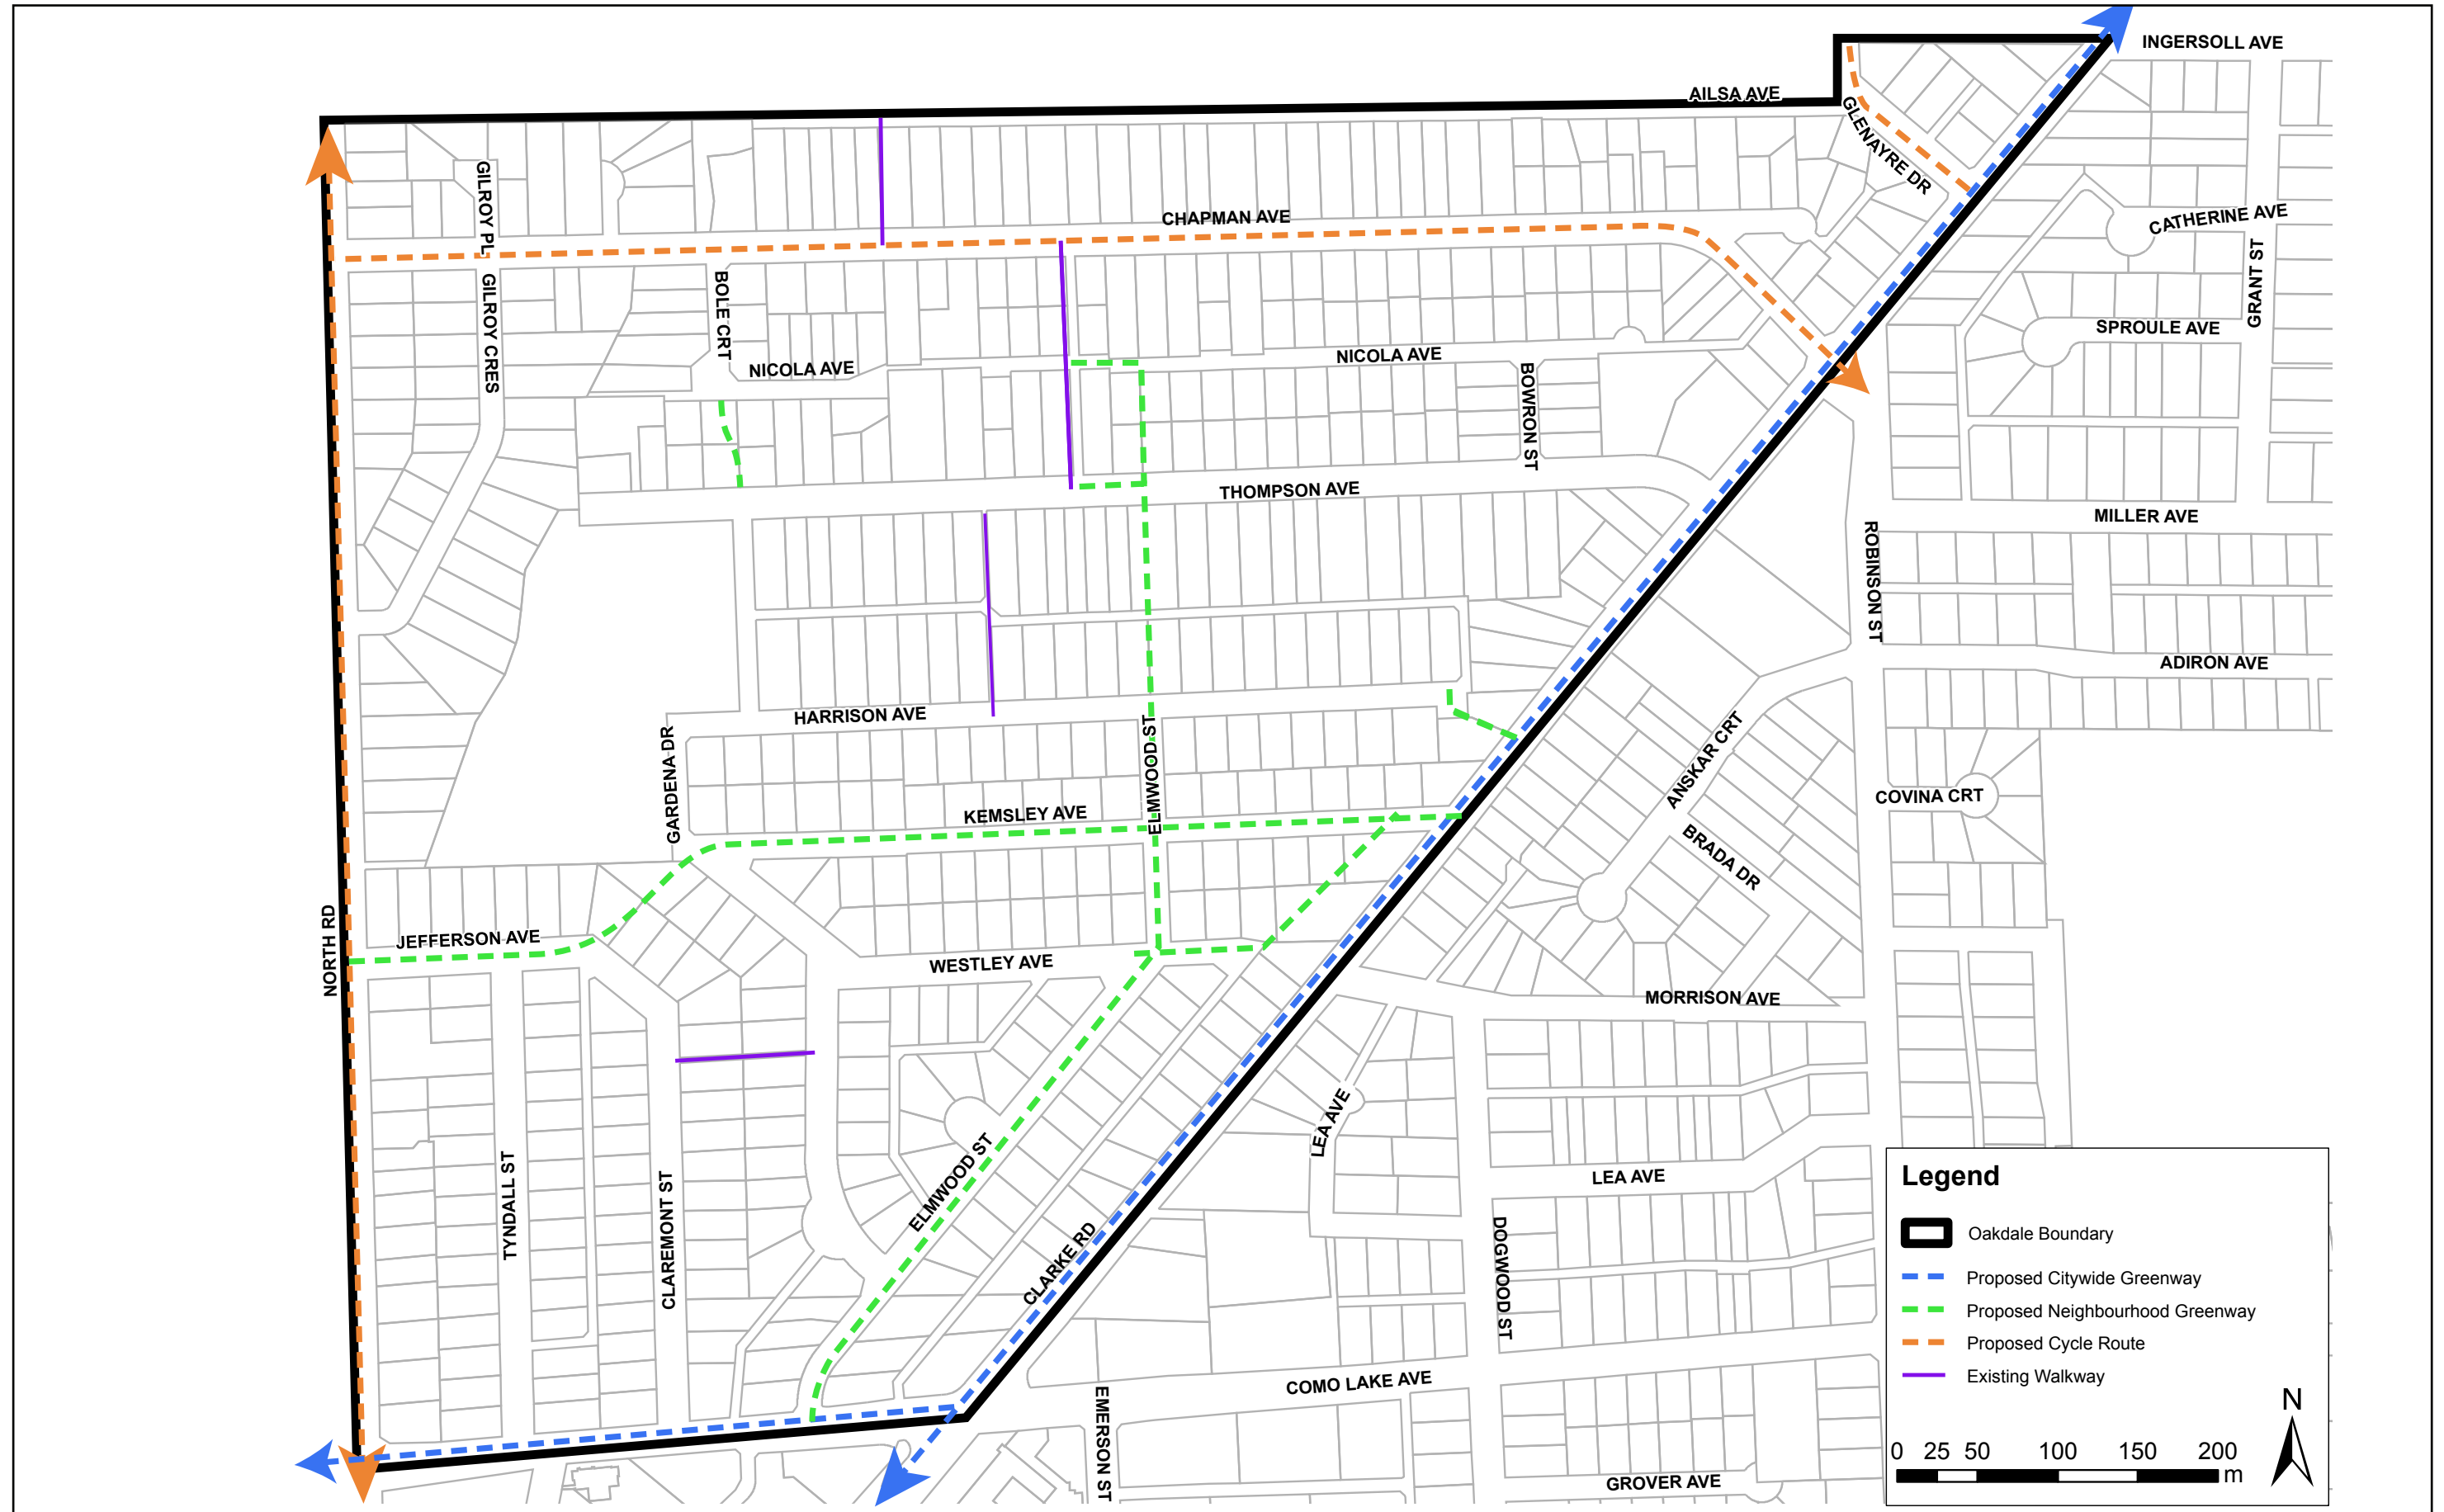 INGERSOLL AVE
AILSA AVE
GLENAYRE DR
GILROY PL
CHAPMAN AVE
CATHERINE AVE
GRANT ST
GILROY CRES
BOLE CRT
NICOLA AVE
NICOLA AVE
SPROULE AVE
BOWRON ST
THOMPSON AVE
MILLER AVE
ROBINSON ST
ADIRON AVE
HARRISON AVE
GARDENA DR
ELMWOOD ST
ANSKAR CRT
COVINA CRT
KEMSLEY AVE
BRADA DR
NORTH RD
JEFFERSON AVE
WESTLEY AVE
MORRISON AVE
LEA AVE
TYNDALL ST
CLAREMONT ST
ELMWOOD ST
CLARKE RD
LEA AVE
DOGWOOD ST
COMO LAKE AVE
EMERSON ST
GROVER AVE
Legend
Oakdale Boundary
Proposed Citywide Greenway
Proposed Neighbourhood Greenway
Proposed Cycle Route
Existing Walkway
N
0 25 50 100 150 200
m